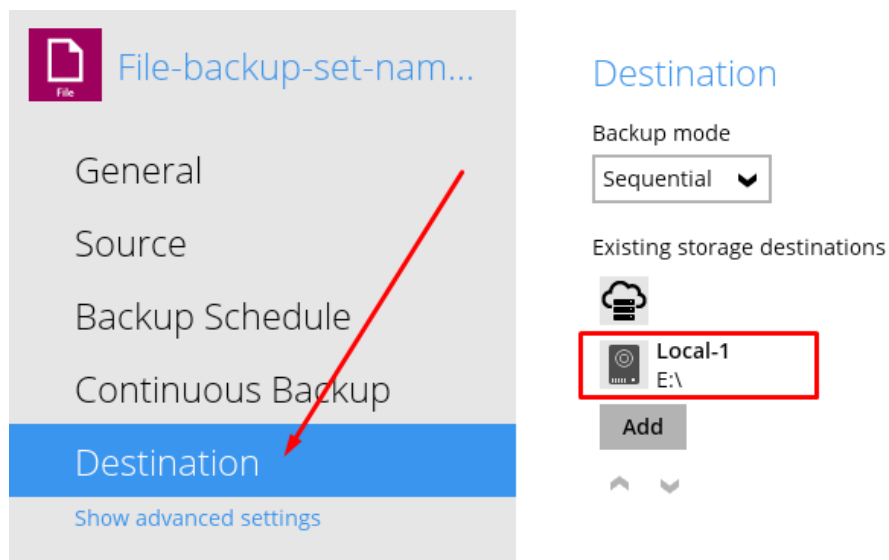 File-backup-set-nam...
File
General
Source
Backup Schedule
Continuous Backup
Destination
Show advanced settings
Destination
Backup mode
Sequential
Existing storage destinations
Local-1
E:\
Add